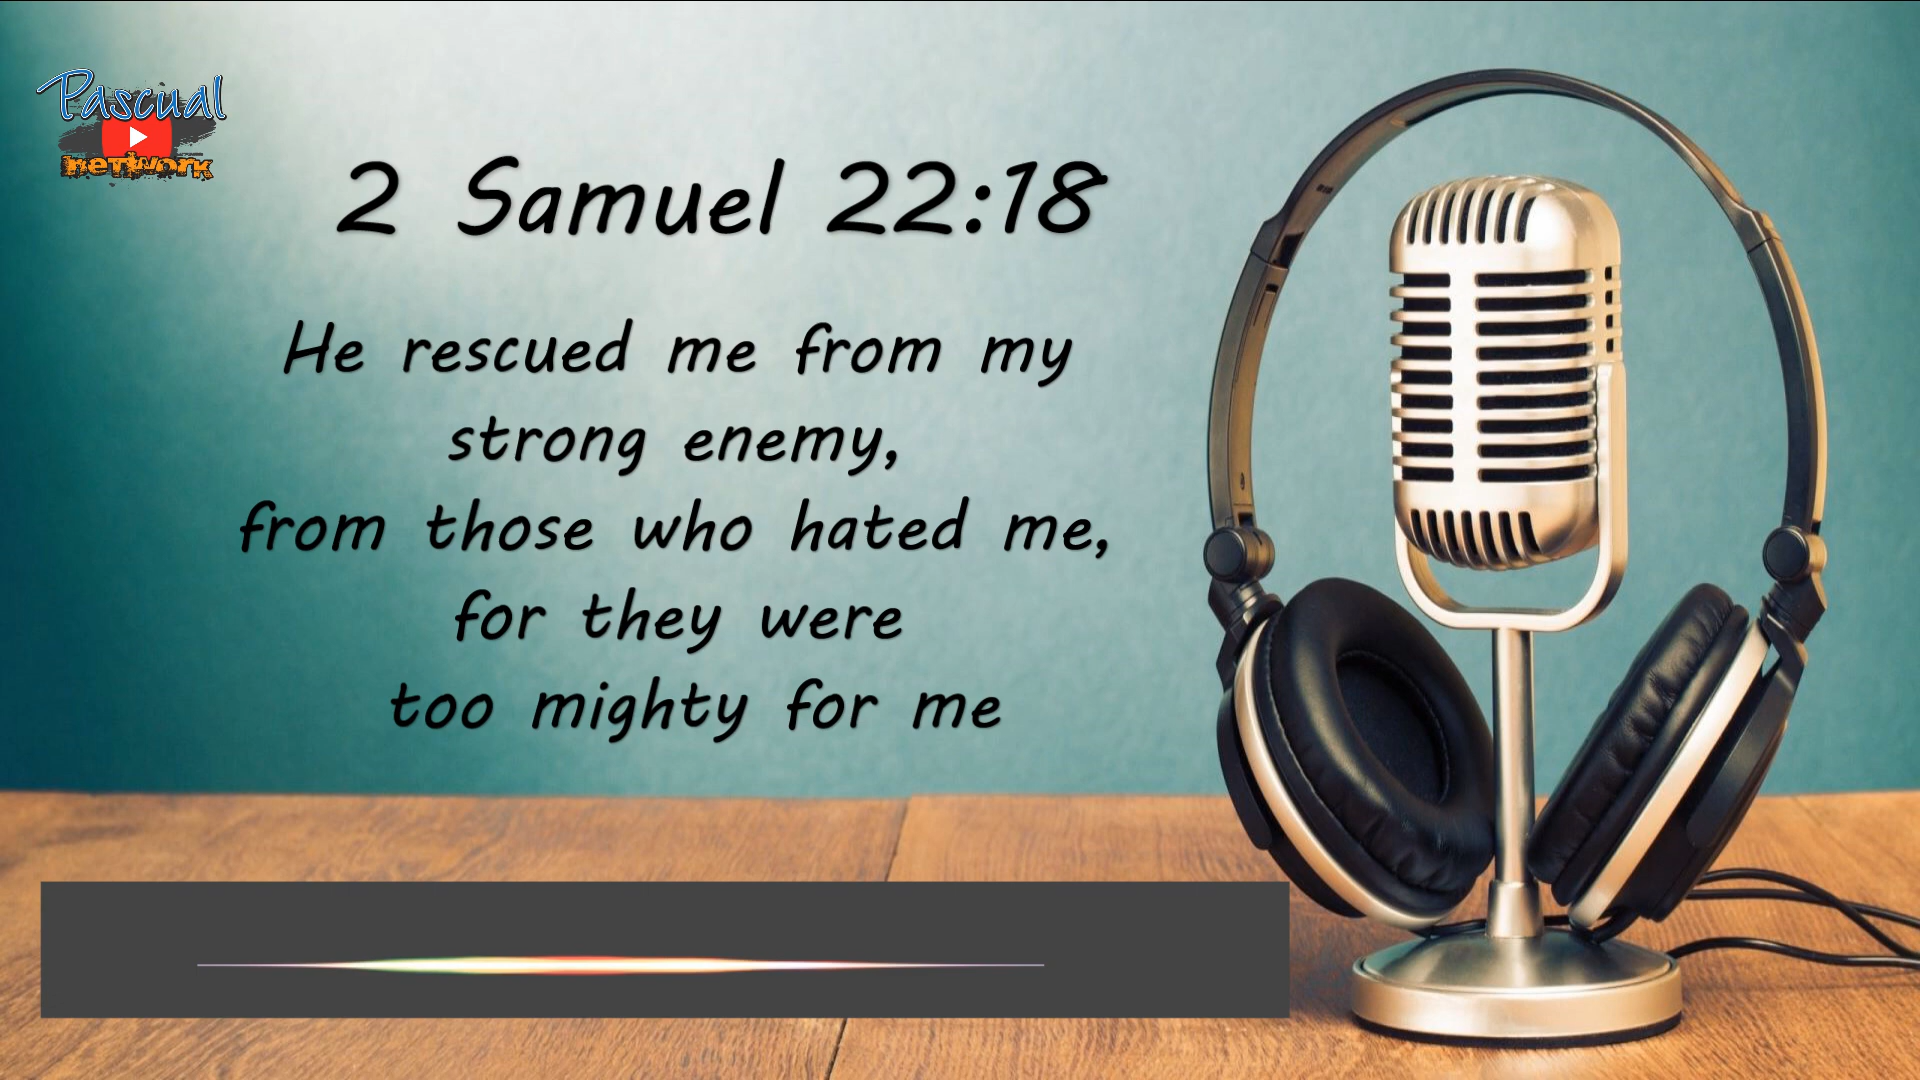 Pascual
network
2 Samuel 22:18
He rescued me from my
strong enemy,
from those who hated me,
for they were
too mighty for me